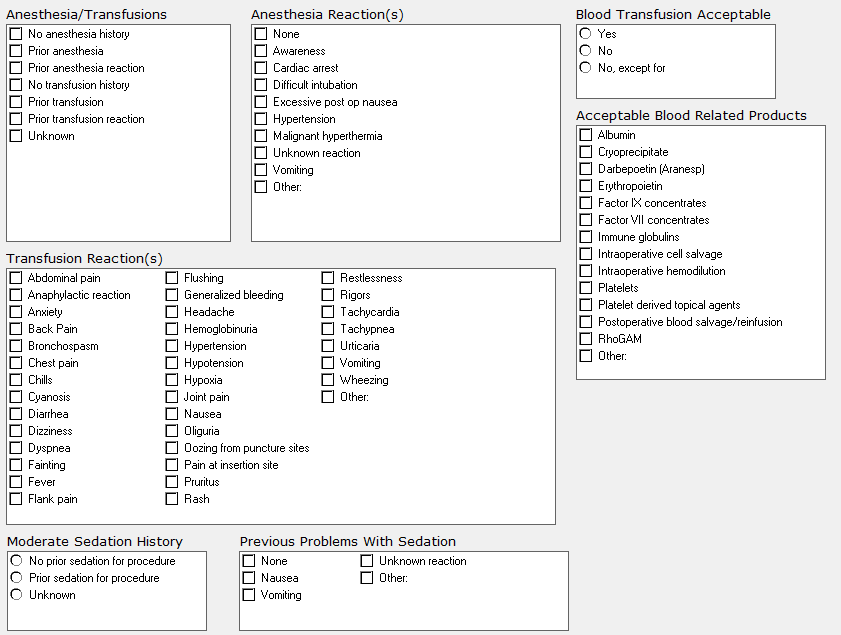 Anesthesia/Transfusions
No anesthesia history
Prior anesthesia
Prior anesthesia reaction
No transfusion history
Prior transfusion
Prior transfusion reaction
Unknown
Anesthesia Reaction(s)
None
Awareness
Cardiac arrest
Difficult intubation
Excessive post op nausea
Hypertension
Malignant hyperthermia
Unknown reaction
Vomiting
Other:
Blood Transfusion Acceptable
Yes
No
No, except for
Acceptable Blood Related Products
Albumin
Cryoprecipitate
Darbepoetin (Aranesp)
Erythropoietin
Factor IX concentrates
Factor VII concentrates
Immune globulins
Intraoperative cell salvage
Intraoperative hemodilution
Platelets
Platelet derived topical agents
Postoperative blood salvage/reinfusion
RhoGAM
Other:
Transfusion Reaction(s)
Abdominal pain
Anaphylactic reaction
Anxiety
Back Pain
Bronchospasm
Chest pain
Chills
Cyanosis
Diarrhea
Dizziness
Dyspnea
Fainting
Fever
Flank pain
Flushing
Generalized bleeding
Headache
Hemoglobinuria
Hypertension
Hypotension
Hypoxia
Joint pain
Nausea
Oliguria
Oozing from puncture sites
Pain at insertion site
Pruritus
Rash
Restlessness
Rigors
Tachycardia
Tachypnea
Urticaria
Vomiting
Wheezing
Other:
Moderate Sedation History
No prior sedation for procedure
Prior sedation for procedure
Unknown
Previous Problems With Sedation
None
Nausea
Vomiting
Unknown reaction
Other: